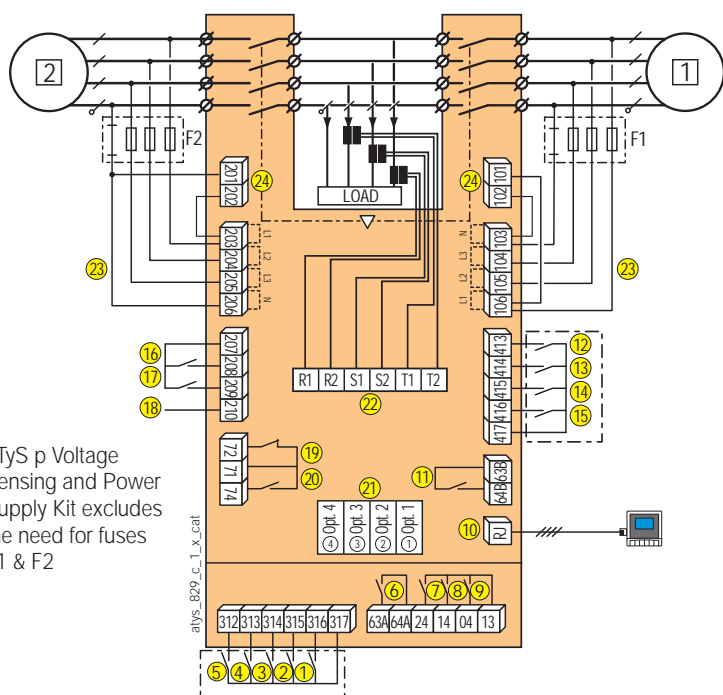 2
1
F2
F1
201
202
24
24
101
102
LOAD
203
204
205
206
L1
L2
L3
N
N
L3
L2
L1
103
104
105
106
23
23
16
17
18
207
208
209
210
R1 R2 S1 S2 T1 T2
22
413
414
415
416
417
12
13
14
15
72
71
74
19
20
21
11
63B
64B
TyS p Voltage
ensing and Power
upply Kit excludes
e need for fuses
1 & F2
4 Opt. 4
3 Opt. 3
2 Opt. 2
1 Opt. 1
10
RJ
atys_829_c_1_x_cat
6
7
8
9
312 313 314 315 316 317
63A 64A 24 14 04 13
5 4 3 2 1